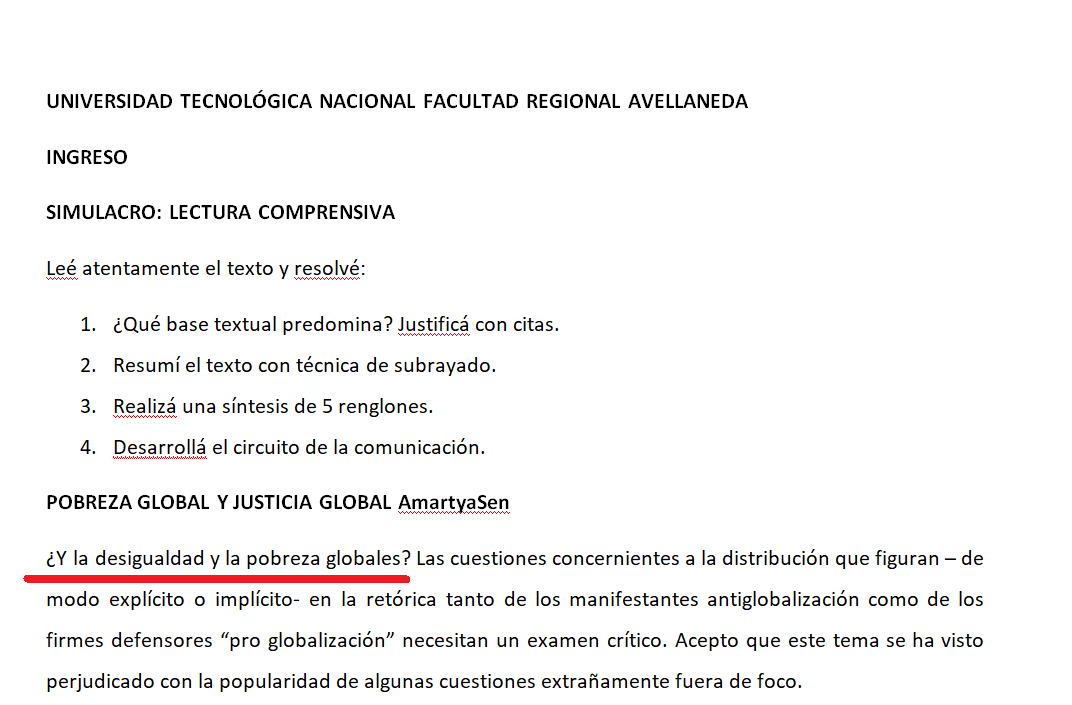 UNIVERSIDAD TECNOLÓGICA NACIONAL FACULTAD REGIONAL AVELLANEDA
INGRESO
SIMULACRO: LECTURA COMPRENSIVA
Leé atentamente el texto y resolvé:
1. ¿Qué base textual predomina? Justificá con citas.
2. Resumí el texto con técnica de subrayado.
3. Realizá una síntesis de 5 renglones.
4. Desarrollá el circuito de la comunicación.
POBREZA GLOBAL Y JUSTICIA GLOBAL AmartyaSen
¿Y la desigualdad y la pobreza globales? Las cuestiones concernientes a la distribución que figuran – de
modo explícito o implícito- en la retórica tanto de los manifestantes antiglobalización como de los
firmes defensores “pro globalización” necesitan un examen crítico. Acepto que este tema se ha visto
perjudicado con la popularidad de algunas cuestiones extrañamente fuera de foco.